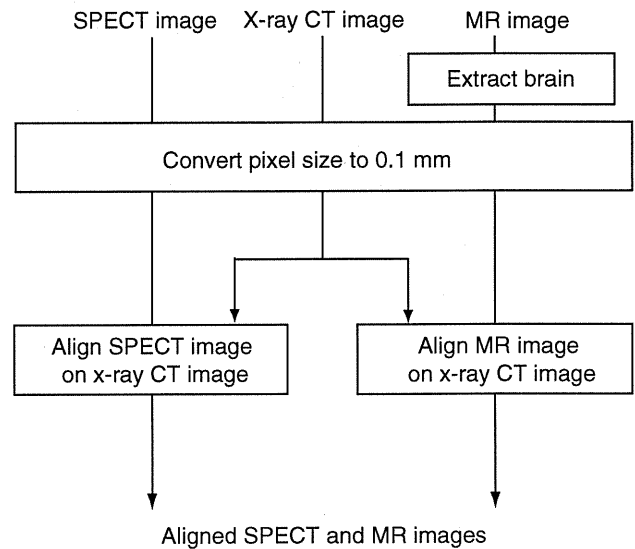 SPECT image X-ray CT image MR image
Extract brain
Convert pixel size to 0.1 mm
Align SPECT image
on x-ray CT image
Align MR image
on x-ray CT image
Aligned SPECT and MR images